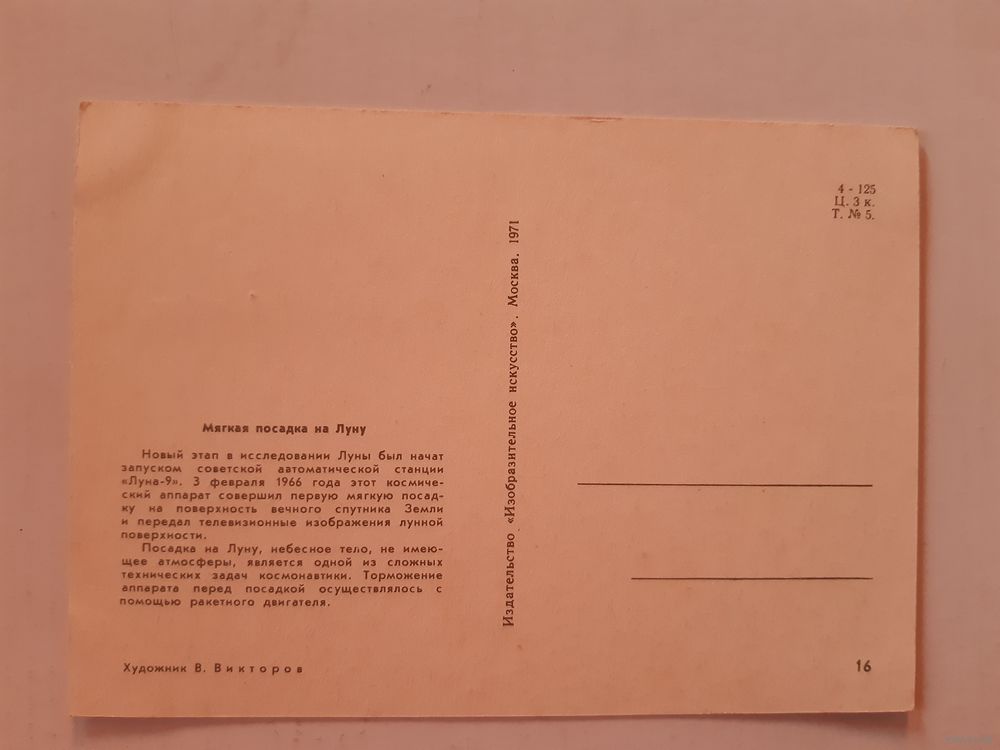 Мягкая посадка на Луну
Новый этап в исследовании Луны был начат
запуском советской автоматической станции
«Луна-9». 3 февраля 1966 года этот космиче-
ский аппарат совершил первую мягкую посад-
ку на поверхность вечного спутника Земли
и передал телевизионные изображения лунной
поверхности.
Посадка на Луну, небесное тело, не имею-
щее атмосферы, является одной из сложных
технических задач космонавтики. Торможение
аппарата перед посадкой осуществлялось с
помощью ракетного двигателя.
Художник В. Викторов
Издательство «Изобразительное искусство». Москва. 1971
4 - 125
Ц. 3 к.
Т. № 5.
16